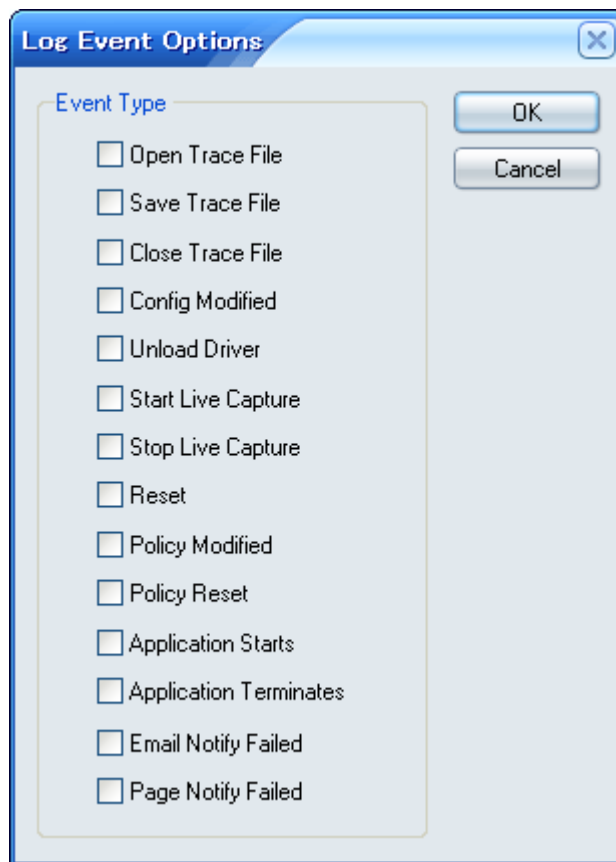 Log Event Options
Event Type
Open Trace File
Save Trace File
Close Trace File
Config Modified
Unload Driver
Start Live Capture
Stop Live Capture
Reset
Policy Modified
Policy Reset
Application Starts
Application Terminates
Email Notify Failed
Page Notify Failed
OK
Cancel